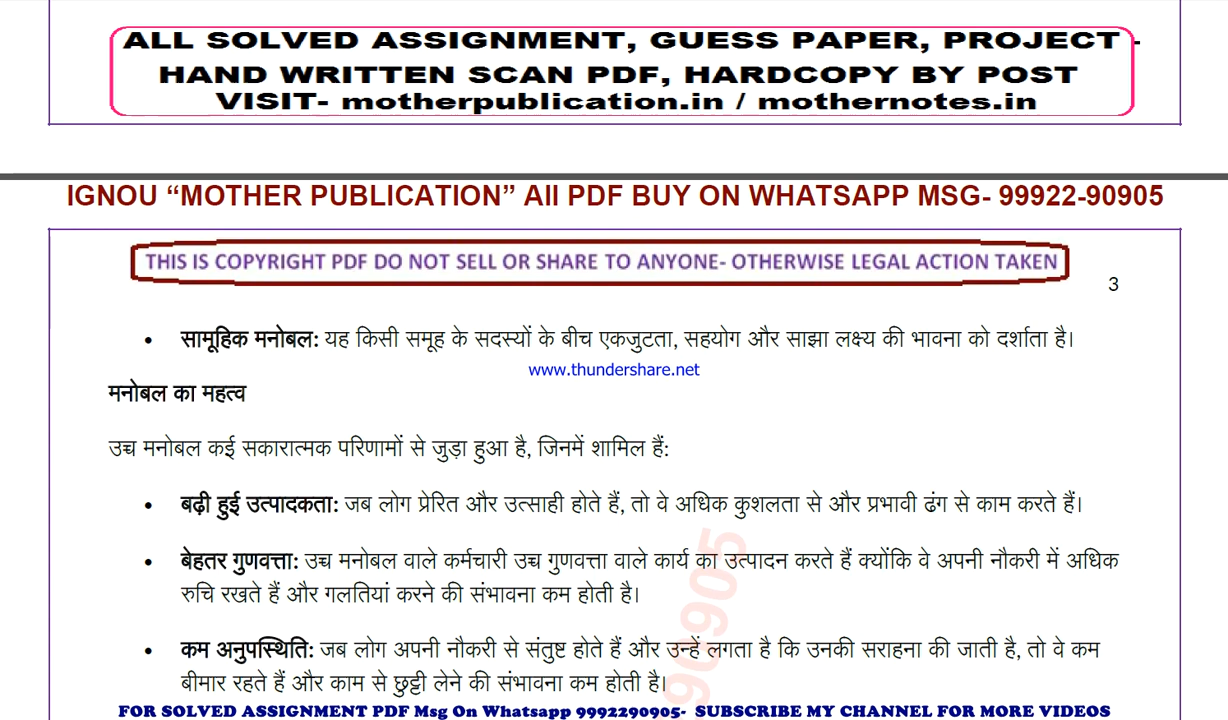 ALL SOLVED ASSIGNMENT, GUESS PAPER, PROJECT -
HAND WRITTEN SCAN PDF, HARDCOPY BY POST
VISIT- motherpublication.in / mothernotes.in
IGNOU “MOTHER PUBLICATION” All PDF BUY ON WHATSAPP MSG- 99922-90905
THIS IS COPYRIGHT PDF DO NOT SELL OR SHARE TO ANYONE- OTHERWISE LEGAL ACTION TAKEN
3
• सामूहिक मनोबल: यह किसी समूह के सदस्यों के बीच एकजुटता, सहयोग और साझा लक्ष्य की भावना को दर्शाता है।
www.thundershare.net
मनोबल का महत्व
उच्च मनोबल कई सकारात्मक परिणामों से जुड़ा हुआ है, जिनमें शामिल हैं:
• बढ़ी हुई उत्पादकता: जब लोग प्रेरित और उत्साही होते हैं, तो वे अधिक कुशलता से और प्रभावी ढंग से काम करते हैं।
• बेहतर गुणवत्ता: उच्च मनोबल वाले कर्मचारी उच्च गुणवत्ता वाले कार्य का उत्पादन करते हैं क्योंकि वे अपनी नौकरी में अधिक
रुचि रखते हैं और गलतियां करने की संभावना कम होती है।
• कम अनुपस्थिति: जब लोग अपनी नौकरी से संतुष्ट होते हैं और उन्हें लगता है कि उनकी सराहना की जाती है, तो वे कम
बीमार रहते हैं और काम से छुट्टी लेने की संभावना कम होती है।
90905
FOR SOLVED ASSIGNMENT PDF Msg On Whatsapp 9992290905- SUBSCRIBE MY CHANNEL FOR MORE VIDEOS